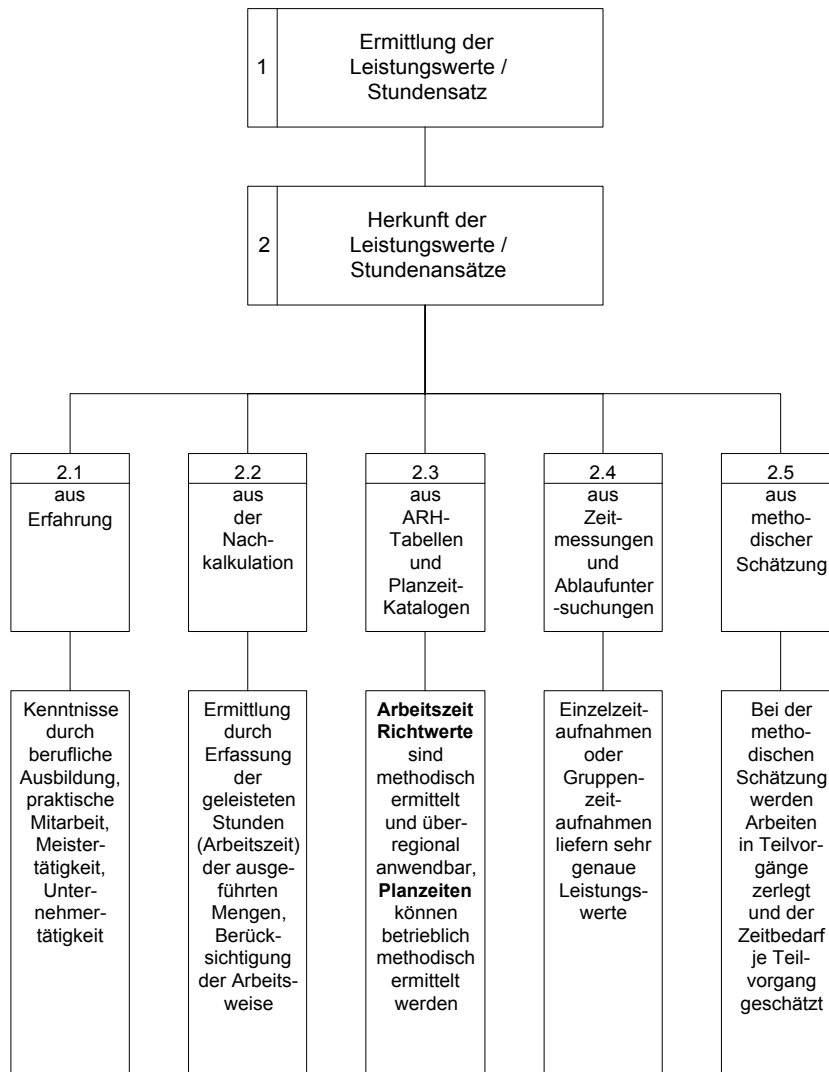 1
Ermittlung der
Leistungswerte /
Stundensatz
2
Herkunft der
Leistungswerte /
Stundenansätze
2.1
aus
Erfahrung
Kenntnisse
durch
berufliche
Ausbildung,
praktische
Mitarbeit,
Meister-
tätigkeit,
Unter-
nehmer-
tätigkeit
2.2
aus
der
Nach-
kalkulation
Ermittlung
durch
Erfassung
der
geleisteten
Stunden
(Arbeitszeit)
der ausge-
führten
Mengen,
Berück-
sichtigung
der Arbeits-
weise
2.3
aus
ARH-
Tabellen
und
Planzeit-
Katalogen
Arbeitszeit
Richtwerte
sind
methodisch
ermittelt
und über-
regional
anwendbar,
Planzeiten
können
betrieblich
methodisch
ermittelt
werden
2.4
aus
Zeit-
messungen
und
Ablaufunter
-suchungen
Einzelzeit-
aufnahmen
oder
Gruppen-
zeit-
aufnahmen
liefern sehr
genaue
Leistungs-
werte
2.5
aus
metho-
discher
Schätzung
Bei der
metho-
dischen
Schätzung
werden
Arbeiten
in Teilvor-
gänge
zerlegt
und der
Zeitbedarf
je Teil-
vorgang
geschätzt